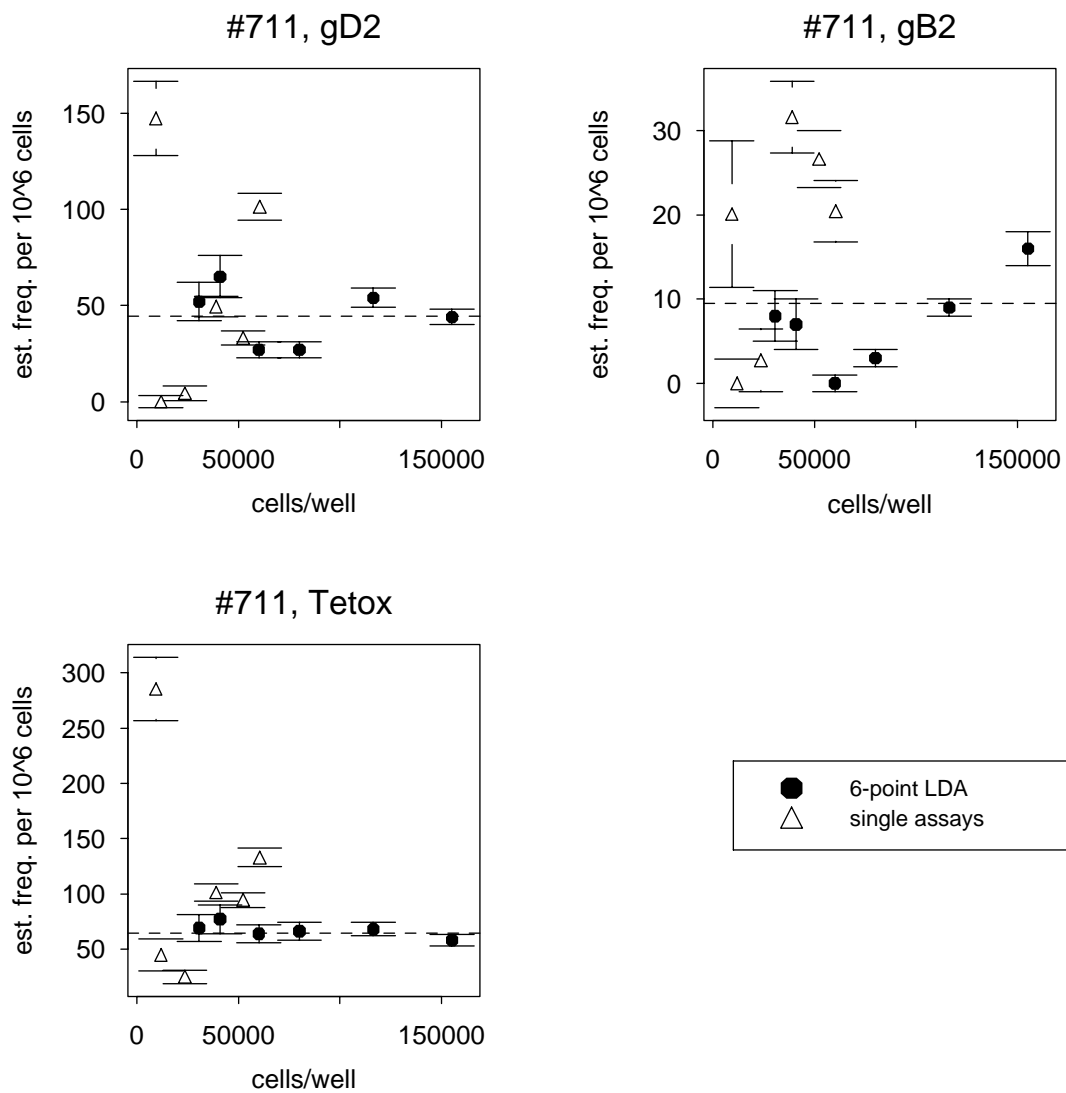 #711, gD2
est. freq. per 10^6 cells
150
100
50
0
0 50000 150000
cells/well
#711, gB2
est. freq. per 10^6 cells
30
20
10
0
0 50000 150000
cells/well
#711, Tetox
est. freq. per 10^6 cells
300
250
200
150
100
50
0 50000 150000
cells/well
6-point LDA
single assays